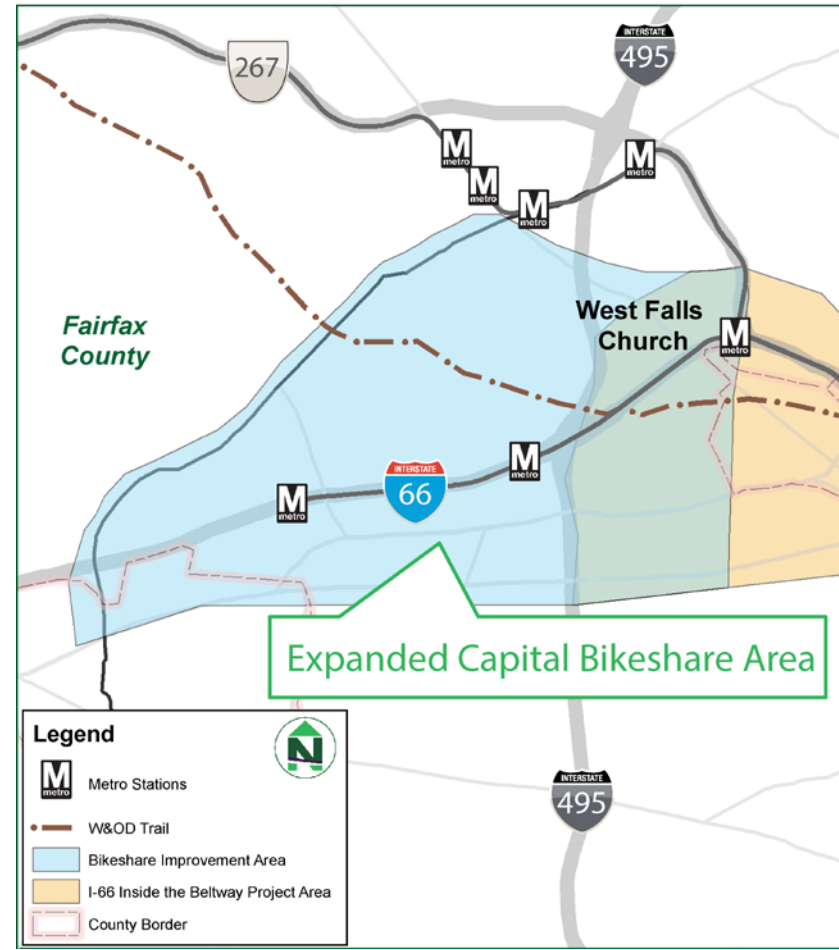 INTERSTATE
495
267
M
metro
M
metro
M
metro
M
metro
Fairfax
County
West Falls
Church
M
metro
M
metro
INTERSTATE
66
M
metro
Expanded Capital Bikeshare Area
Legend
N
M
metro
Metro Stations
W&OD Trail
Bikeshare Improvement Area
I-66 Inside the Beltway Project Area
County Border
INTERSTATE
495